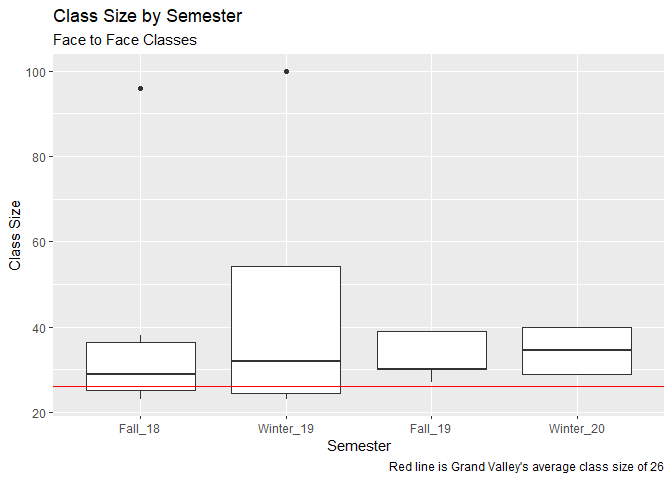 Class Size by Semester
Face to Face Classes
100
80
60
40
20
Class Size
Fall_18
Winter_19
Fall_19
Winter_20
Semester
Red line is Grand Valley's average class size of 26